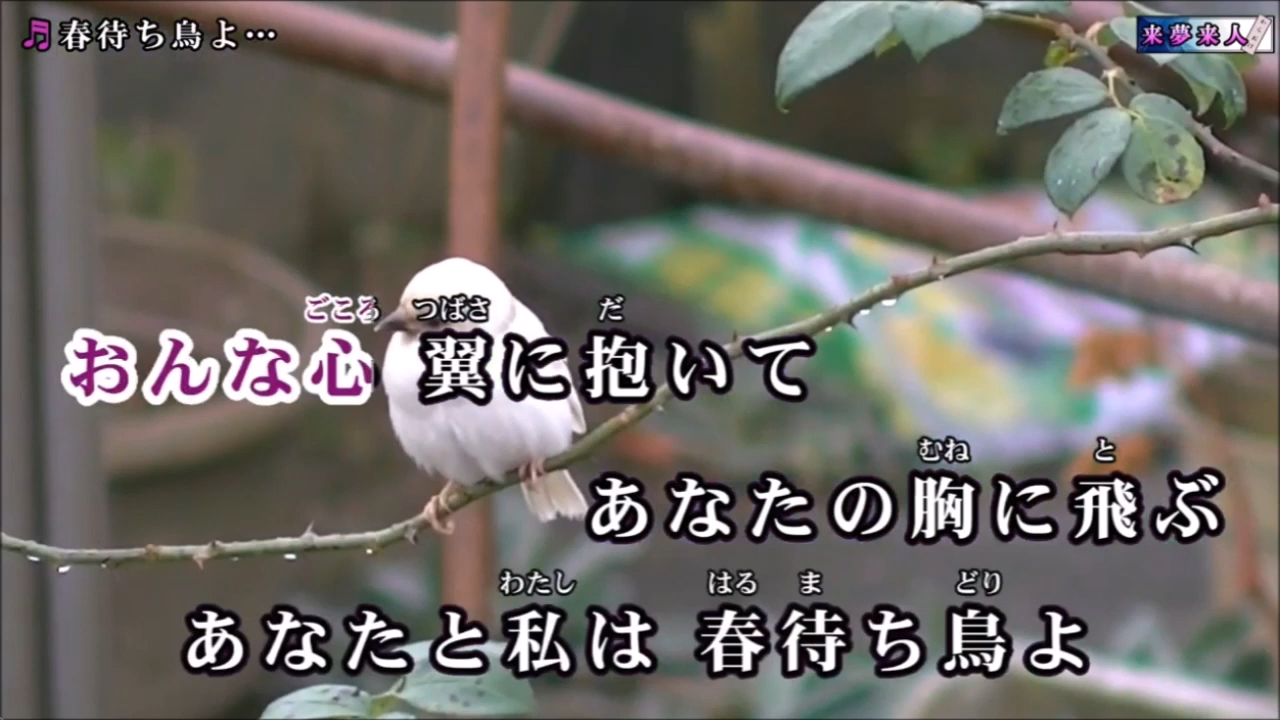 ♬春待ち鳥よ…
来夢来人
ごころ つばさ だ
おんな心 翼に抱いて
むね と
あなたの胸に飛ぶ
わたし はる ま どり
あなたと私は 春待ち鳥よ